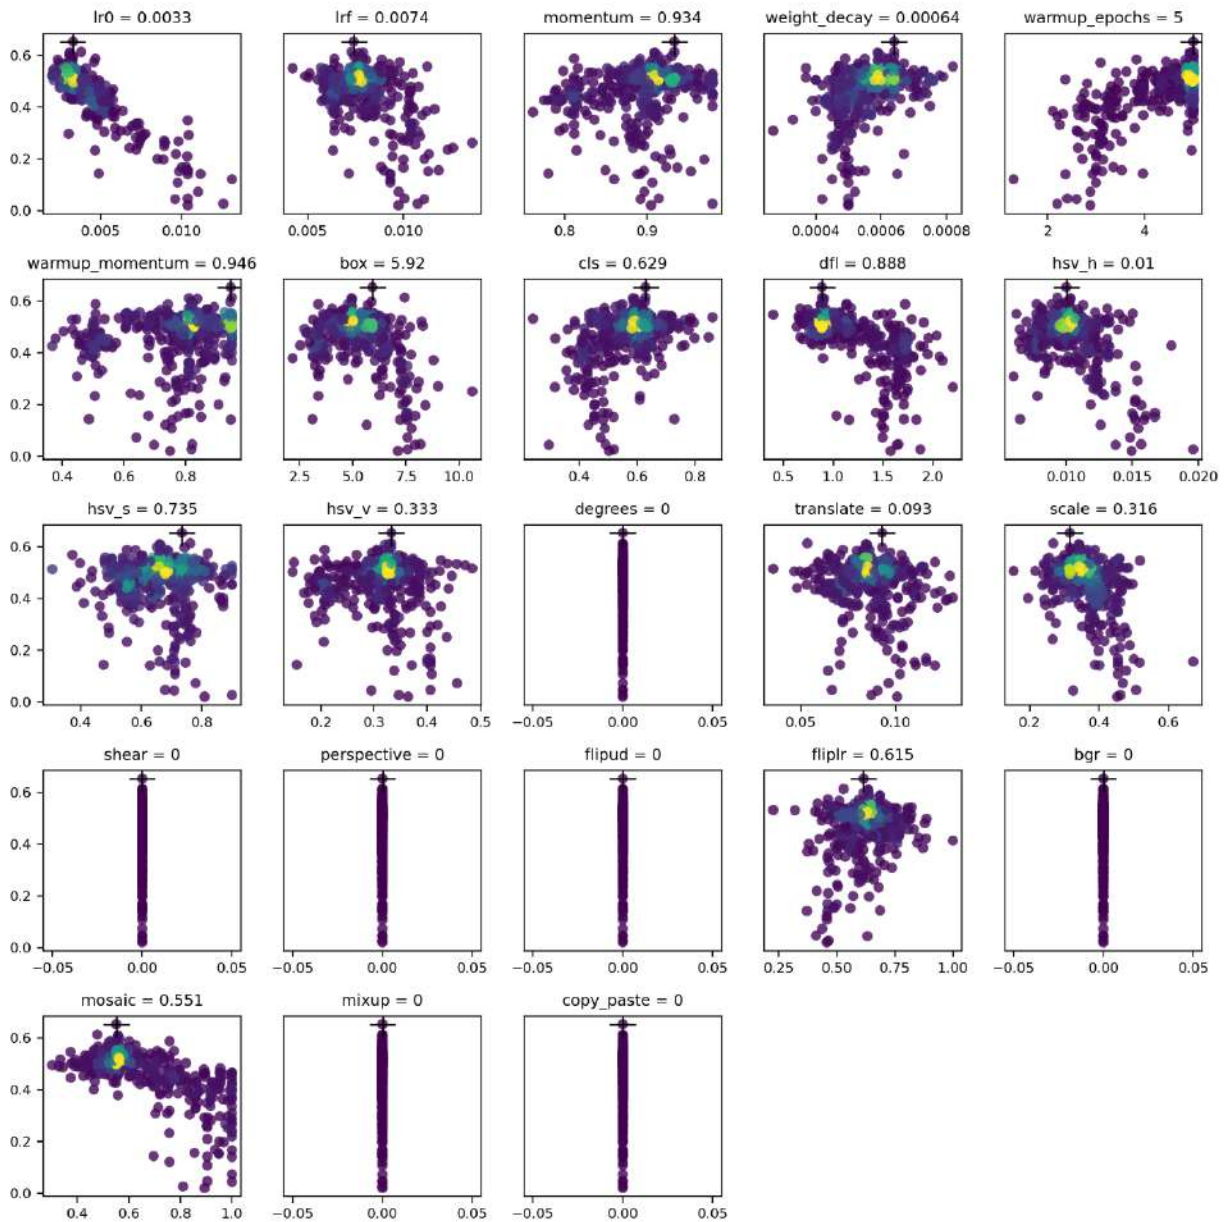 lr0 = 0.0033 lrf = 0.0074 momentum = 0.934 weight_decay = 0.00064 warmup_epochs = 5
0.6
0.4
0.2
0.0
0.005 0.010 0.005 0.010 0.8 0.9 0.0004 0.0006 0.0008 2 4
warmup_momentum = 0.946 box = 5.92 cls = 0.629 dfl = 0.888 hsv_h = 0.01
0.6
0.4
0.2
0.0
0.4 0.6 0.8 2.5 5.0 7.5 10.0 0.4 0.6 0.8 0.5 1.0 1.5 2.0 0.010 0.015 0.020
hsv_s = 0.735 hsv_v = 0.333 degrees = 0 translate = 0.093 scale = 0.316
0.6
0.4
0.2
0.0
0.4 0.6 0.8 0.2 0.3 0.4 0.5 −0.05 0.00 0.05 0.05 0.10 0.2 0.4 0.6
shear = 0 perspective = 0 flipud = 0 fliplr = 0.615 bgr = 0
0.6
0.4
0.2
0.0
−0.05 0.00 0.05 −0.05 0.00 0.05 −0.05 0.00 0.05 0.25 0.50 0.75 1.00 −0.05 0.00 0.05
mosaic = 0.551 mixup = 0 copy_paste = 0
0.6
0.4
0.2
0.0
0.4 0.6 0.8 1.0 −0.05 0.00 0.05 −0.05 0.00 0.05